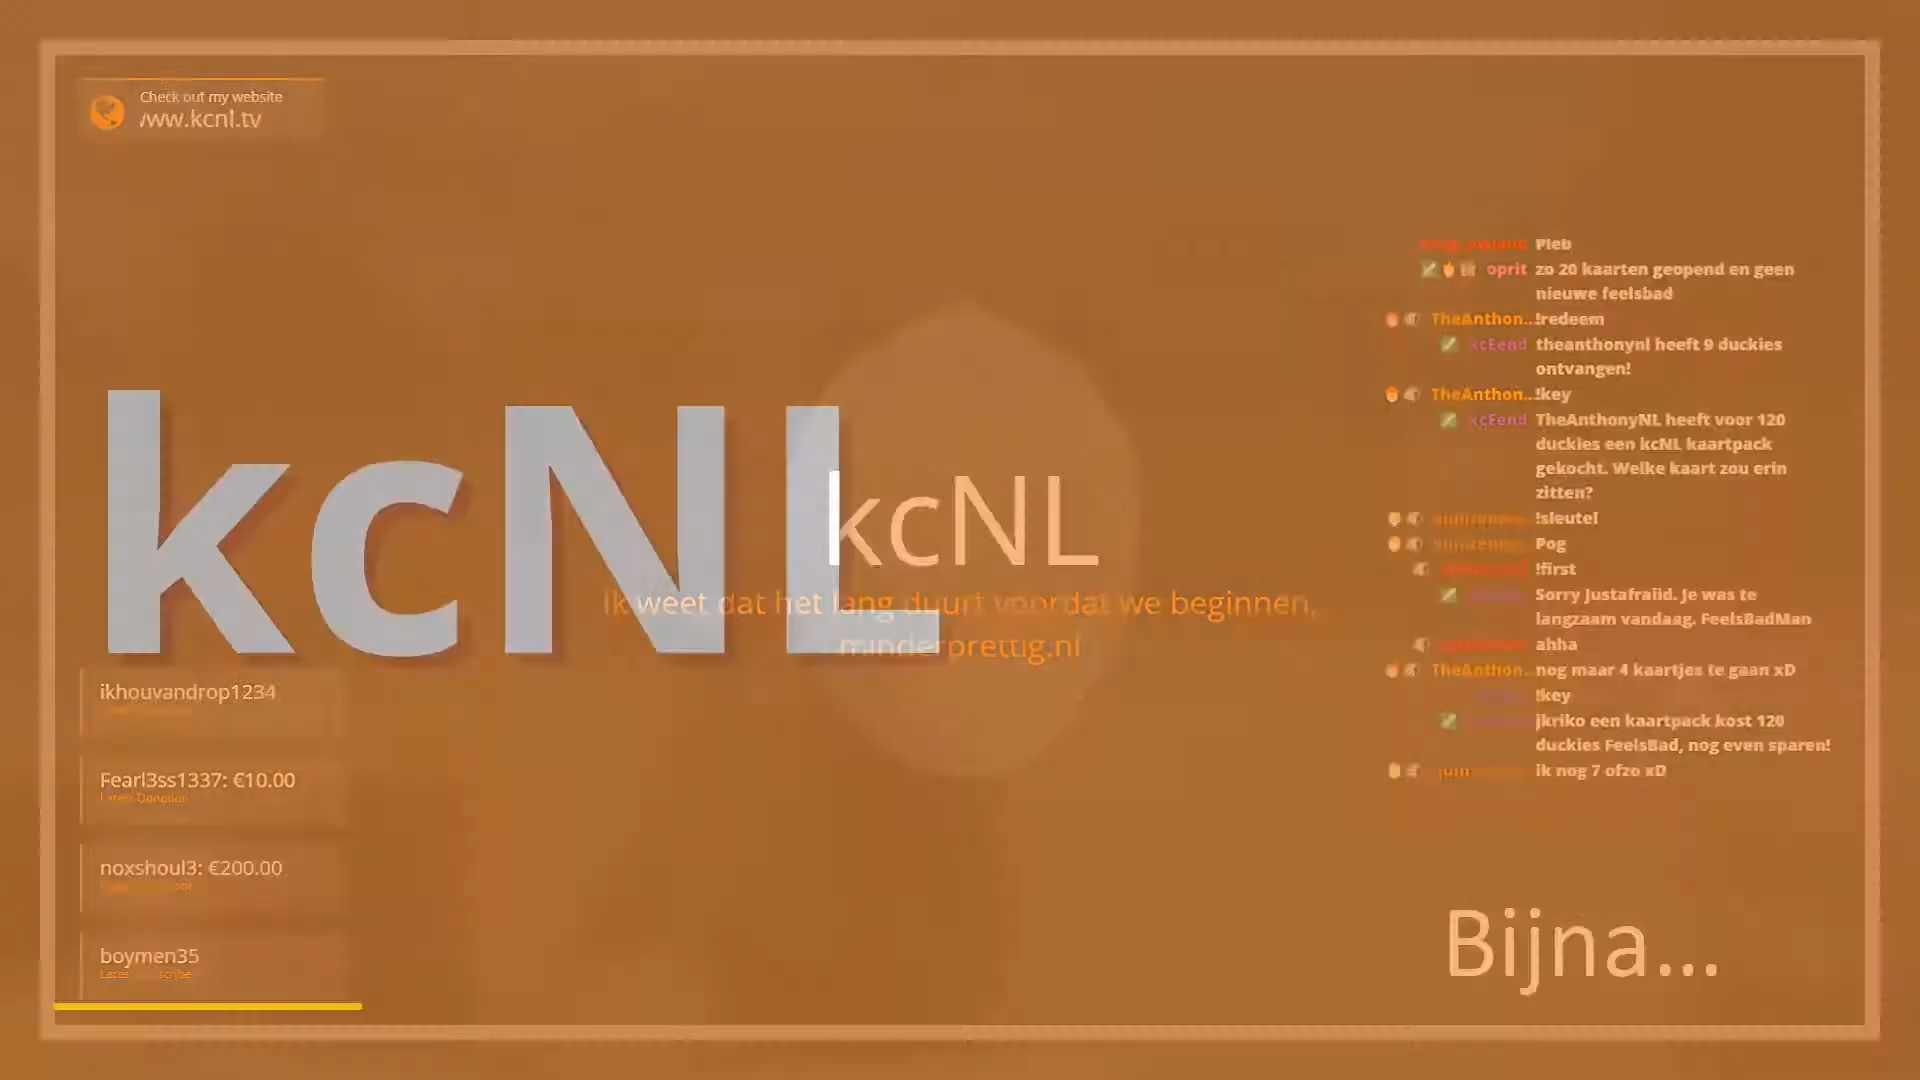 Check out my website
www.kcnl.tv
kcNL
kcNL
Ik weet dat het lang duurt voordat we beginnen,
minderprettig.nl
ikhouvandrop1234
Fearl3ss1337: €10.00
Latest Donation
noxshoul3: €200.00
boymen35
Pleb
oprit zo 20 kaarten geopend en geen
nieuwe feelsbad
TheAnthon... !redeem
kcEend theanthonynl heeft 9 duckies
ontvangen!
TheAnthon... !key
kcEend TheAnthonyNL heeft voor 120
duckies een kcNL kaartpack
gekocht. Welke kaart zou erin
zitten?
!sleutel
Pog
!first
Sorry Justafraiid. Je was te
langzaam vandaag. FeelsBadMan
ahha
TheAnthon... nog maar 4 kaartjes te gaan xD
!key
jkriko een kaartpack kost 120
duckies FeelsBad, nog even sparen!
ik nog 7 ofzo xD
Bijna...